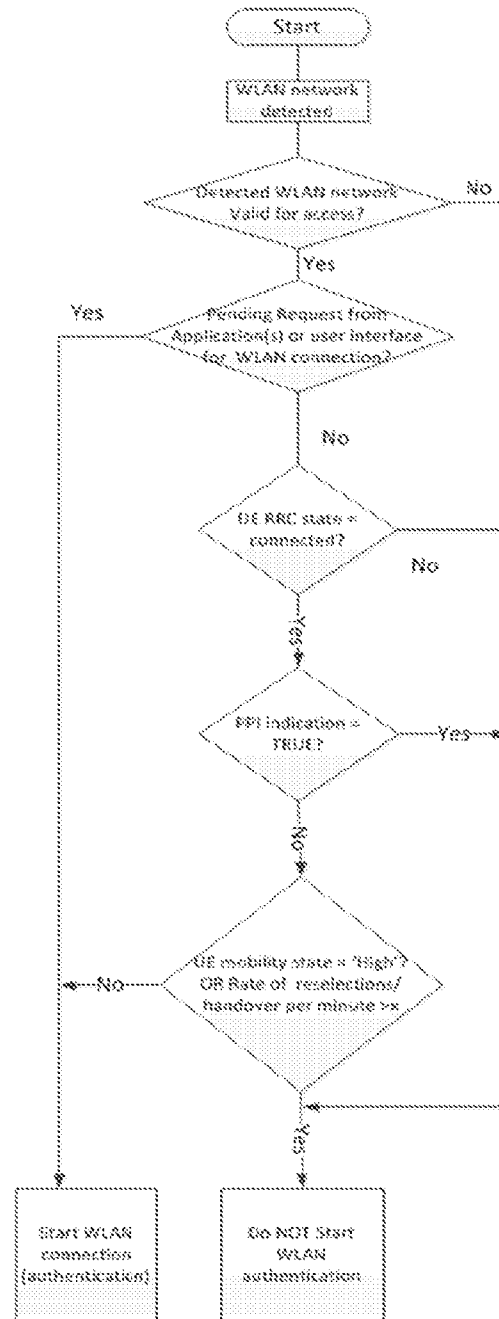 Start
WLAN network
detected
Detected WLAN network
Valid for access?
No
Yes
Pending Request from
Application(s) or user interface
for WLAN connection?
Yes
No
UE RRC state =
connected?
No
Yes
PPI Indication =
TRUE?
Yes
No
UE mobility state = 'High'?
OR Rate of reselections/
handover per minute >x
No
Yes
Start WLAN
connection
(authentication)
Do NOT Start
WLAN
authentication